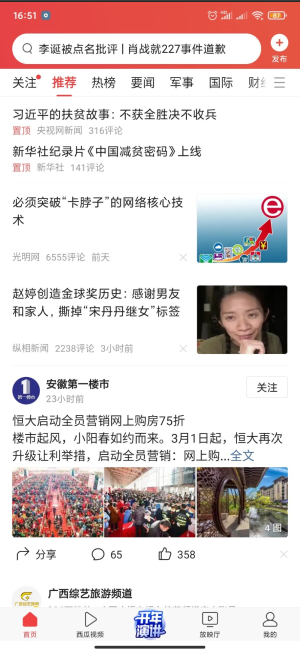 16:51
67
李诞被点名批评 | 肖战就227事件道歉
发布
关注 推荐 热榜 要闻 军事 国际
习近平的扶贫故事：不获全胜决不收兵
置顶 央视网新闻 316评论
新华社纪录片《中国减贫密码》上线
置顶 新华社 141评论
必须突破“卡脖子”的网络核心技
术
光明网 6555评论 前天
赵婷创造金球奖历史：感谢男友
和家人，撕掉“宋丹丹继女”标签
纵相新闻 2238评论 3小时前
安徽第一楼市
23小时前
关注
恒大启动全员营销网上购房75折
楼市起风，小阳春如约而来。3月1日起，恒大再次
升级让利举措，启动全员营销：网上购...全文
4 图
分享 65 358
广西综艺旅游频道
首页 西瓜视频 开年演讲 放映厅 我的